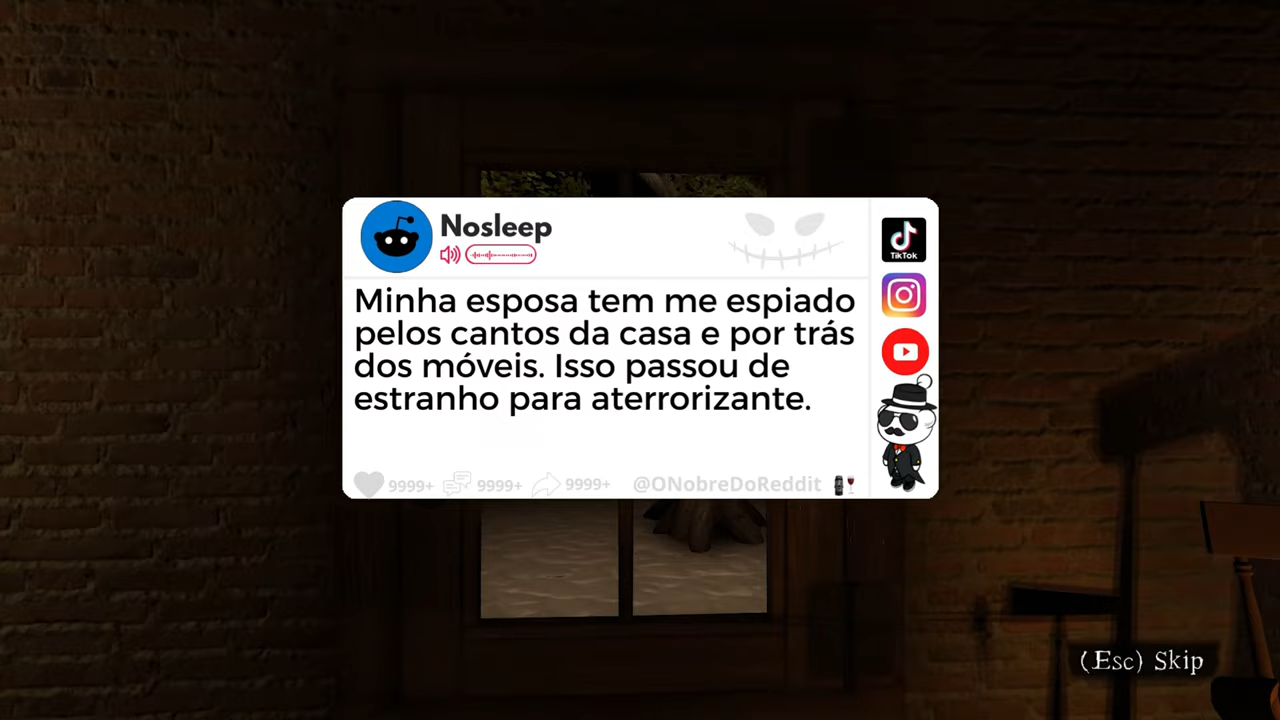 Nosleep
Minha esposa tem me espiado
pelos cantos da casa e por trás
dos móveis. Isso passou de
estranho para aterrorizante.
9999+ 9999+ 9999+ @ONobreDoReddit
TikTok
(Esc) Skip